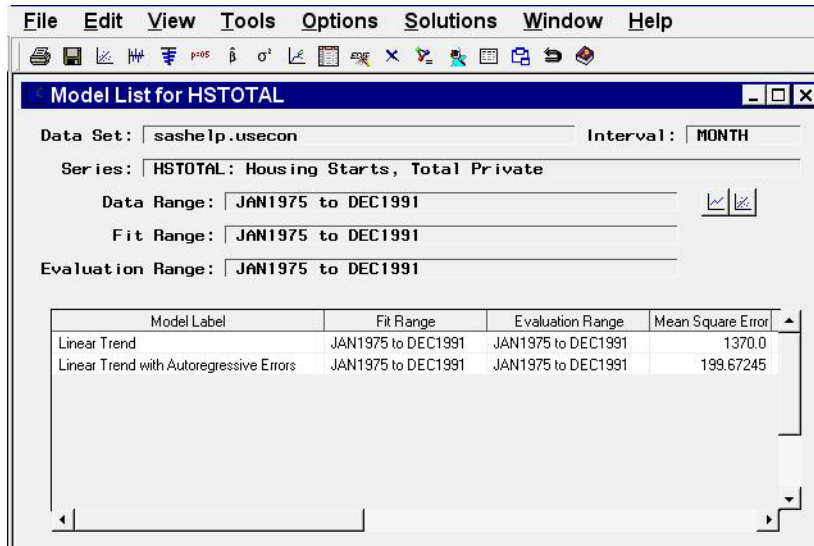 File Edit View Tools Options Solutions Window Help
p=.05 β̂ σ²
Model List for HSTOTAL
Data Set: sashelp.usecon Interval: MONTH
Series: HSTOTAL: Housing Starts, Total Private
Data Range: JAN1975 to DEC1991
Fit Range: JAN1975 to DEC1991
Evaluation Range: JAN1975 to DEC1991
Model Label Fit Range Evaluation Range Mean Square Error
Linear Trend JAN1975 to DEC1991 JAN1975 to DEC1991 1370.0
Linear Trend with Autoregressive Errors JAN1975 to DEC1991 JAN1975 to DEC1991 199.67245